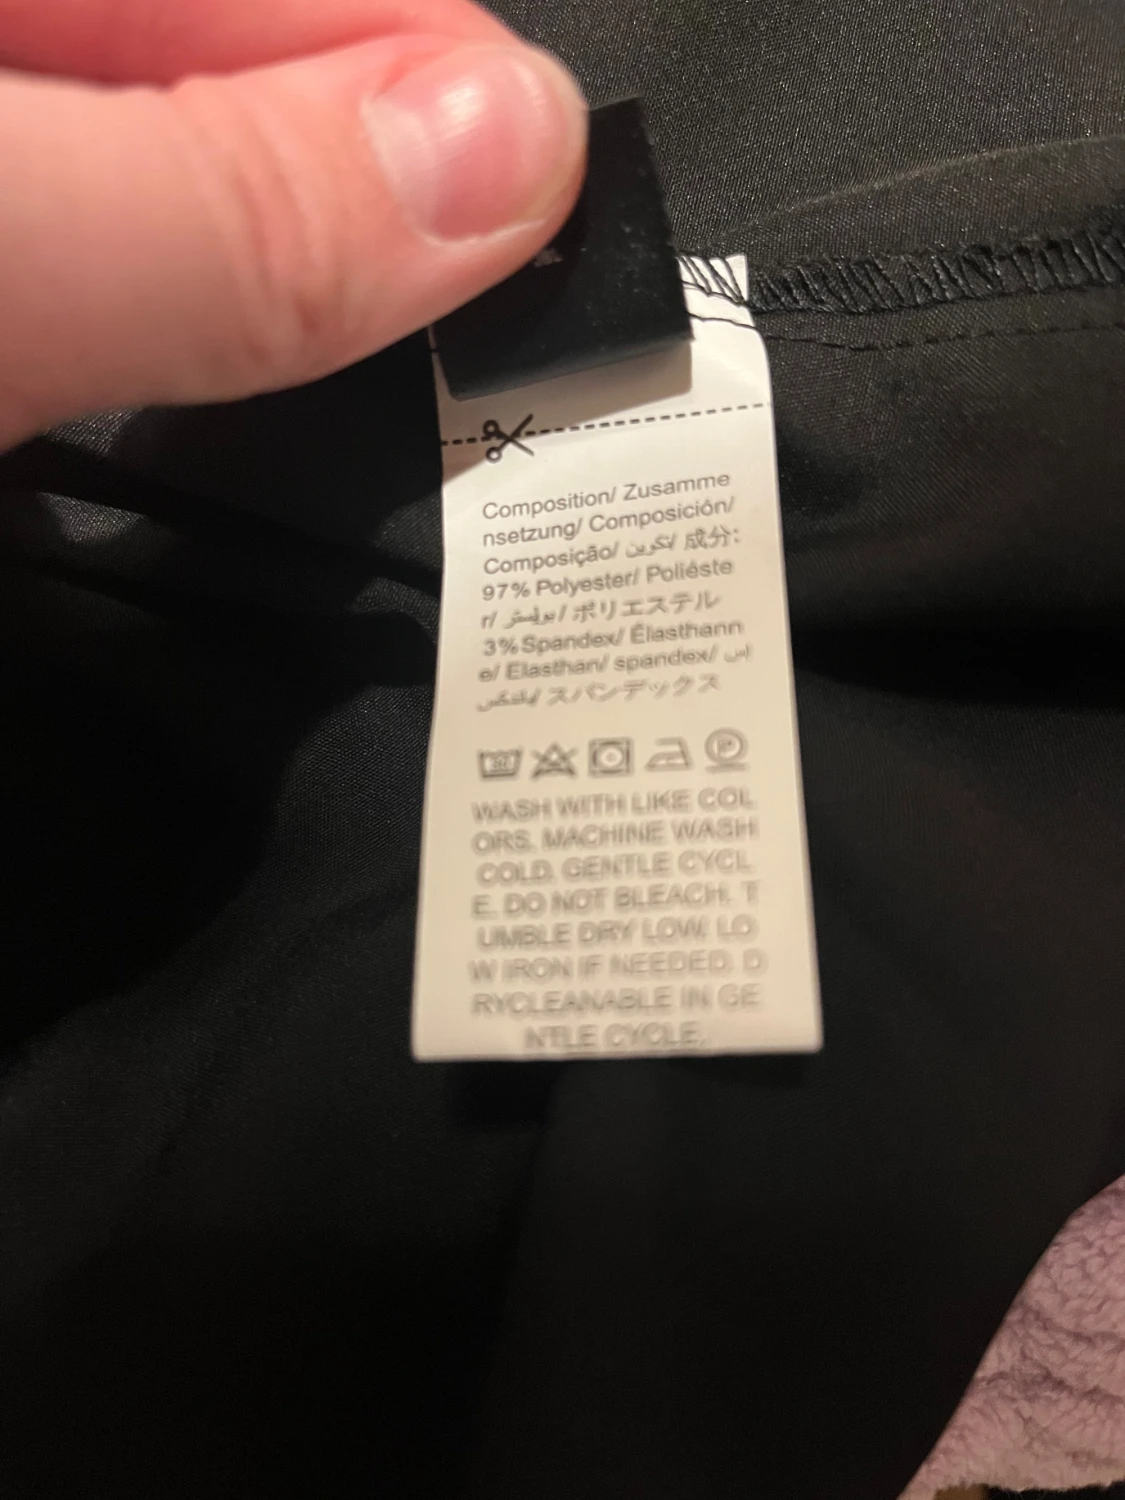 Composition/ Zusamme
nsetzung/ Composición/
Composição/ تكوين/ 成分:
97% Polyester/ Poliéste
r/ بوليستر/ ポリエステル
3% Spandex/ Élasthann
e/ Elasthan/ spandex/ اس
スパンデックス
30
P
WASH WITH LIKE COL
ORS. MACHINE WASH
COLD. GENTLE CYCL
E. DO NOT BLEACH. T
UMBLE DRY LOW. LO
W IRON IF NEEDED. D
RYCLEANABLE IN GE
NTLE CYCLE.